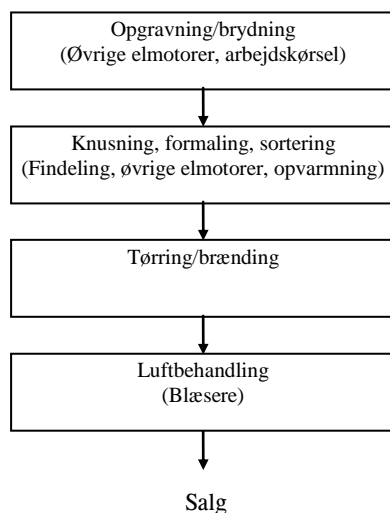 Opgravning/brydning
(Øvrige elmotorer, arbejdskørsel)
Knusning, formaling, sortering
(Findeling, øvrige elmotorer, opvarmning)
Tørring/brænding
Luftbehandling
(Blæsere)
Salg